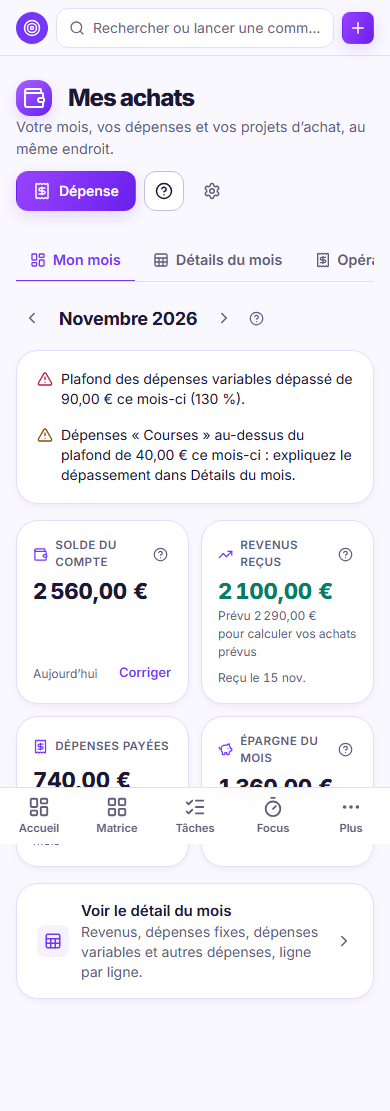 Rechercher ou lancer une comm...
Mes achats
Votre mois, vos dépenses et vos projets d'achat, au
même endroit.
Dépense
Mon mois
Détails du mois
Opéra
Novembre 2026
Plafond des dépenses variables dépassé de
90,00 € ce mois-ci (130 %).
Dépenses « Courses » au-dessus du
plafond de 40,00 € ce mois-ci : expliquez le
dépassement dans Détails du mois.
SOLDE DU
COMPTE
2 560,00 €
Aujourd'hui
Corriger
REVENUS
REÇUS
2 100,00 €
Prévu 2 290,00 €
pour calculer vos achats
prévus
Reçu le 15 nov.
DÉPENSES PAYÉES
740,00 €
ÉPARGNE DU
MOIS
1 360,00 €
Accueil
Matrice
Tâches
Focus
Plus
Voir le détail du mois
Revenus, dépenses fixes, dépenses
variables et autres dépenses, ligne
par ligne.